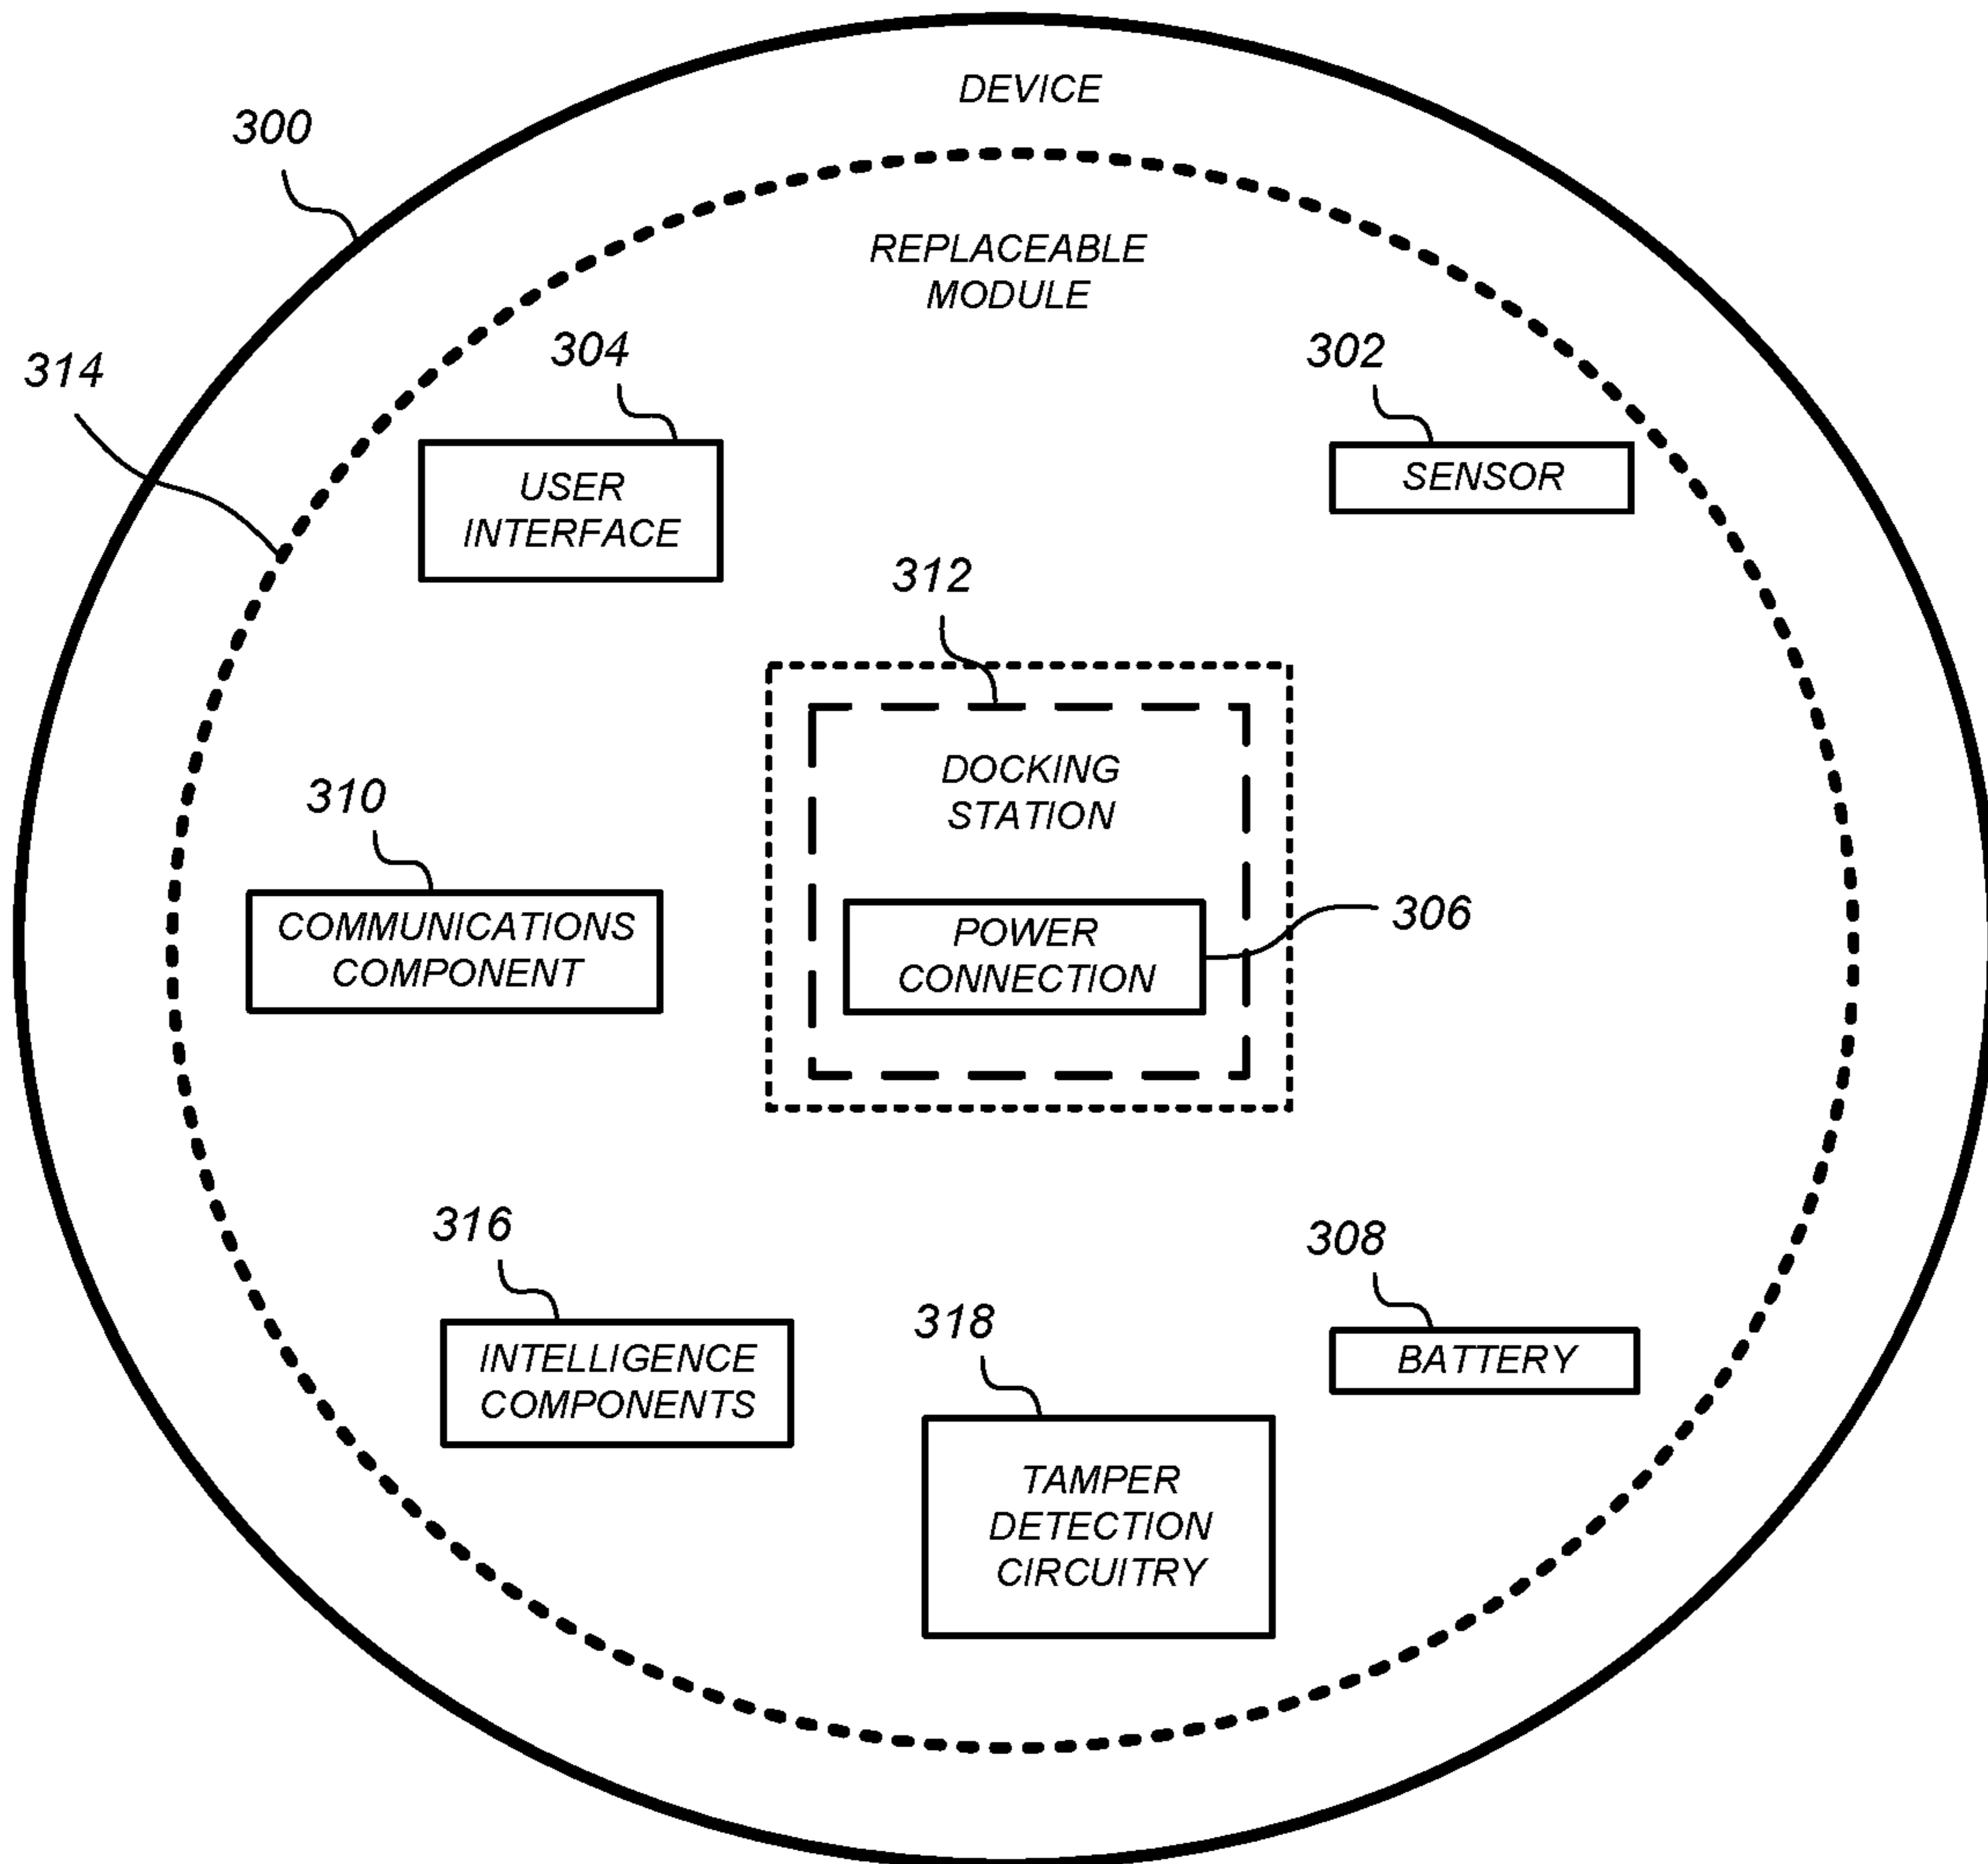 DEVICE
300
REPLACEABLE
MODULE
304
302
314
USER
INTERFACE
SENSOR
312
DOCKING
STATION
310
COMMUNICATIONS
COMPONENT
POWER
CONNECTION
306
316
308
318
INTELLIGENCE
COMPONENTS
BATTERY
TAMPER
DETECTION
CIRCUITRY